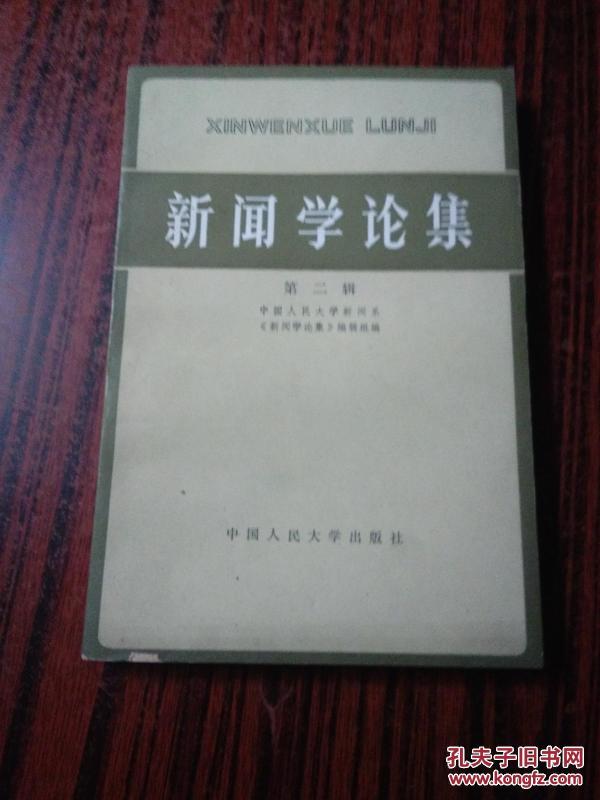 XINWENXUE LUNJI
新闻学论集
第二辑
中国人民大学新闻系
《新闻学论集》编辑组编
中国人民大学出版社
孔夫子旧书网
www.kongfz.com